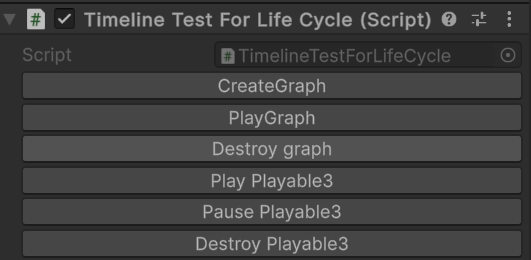 Timeline Test For Life Cycle (Script)
Script TimelineTestForLifeCycle
CreateGraph
PlayGraph
Destroy graph
Play Playable3
Pause Playable3
Destroy Playable3